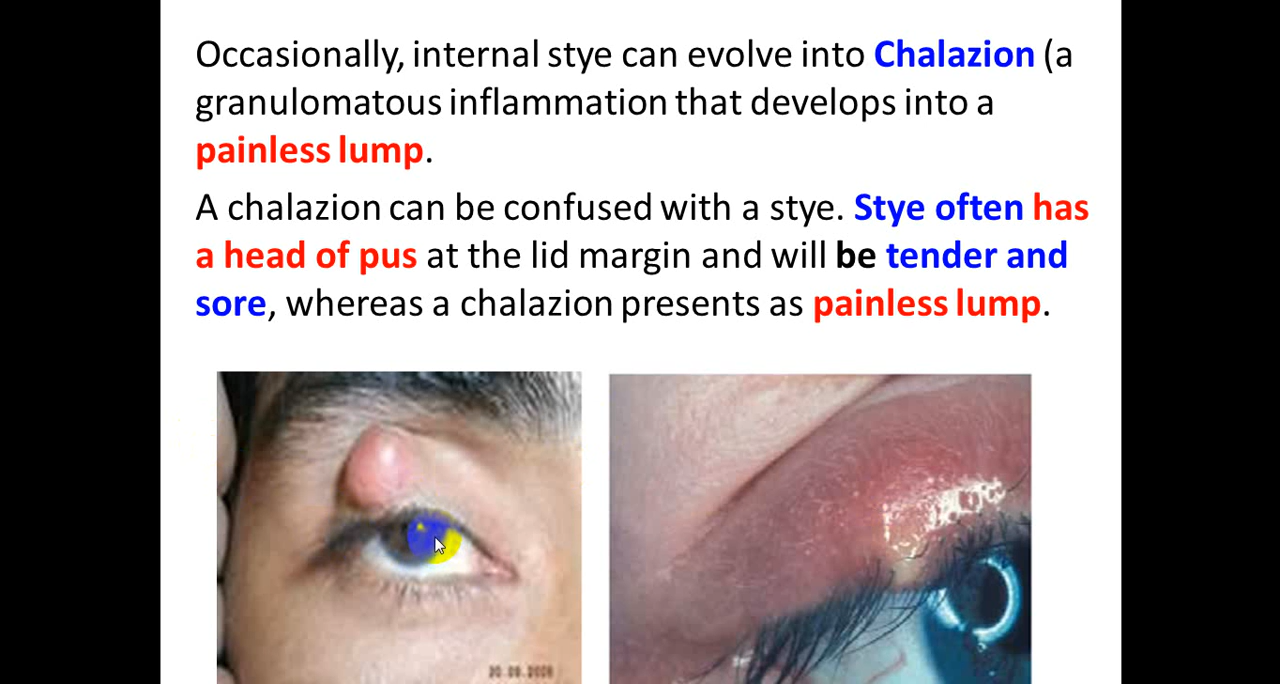 Occasionally, internal stye can evolve into Chalazion (a
granulomatous inflammation that develops into a
painless lump.
A chalazion can be confused with a stye. Stye often has
a head of pus at the lid margin and will be tender and
sore, whereas a chalazion presents as painless lump.